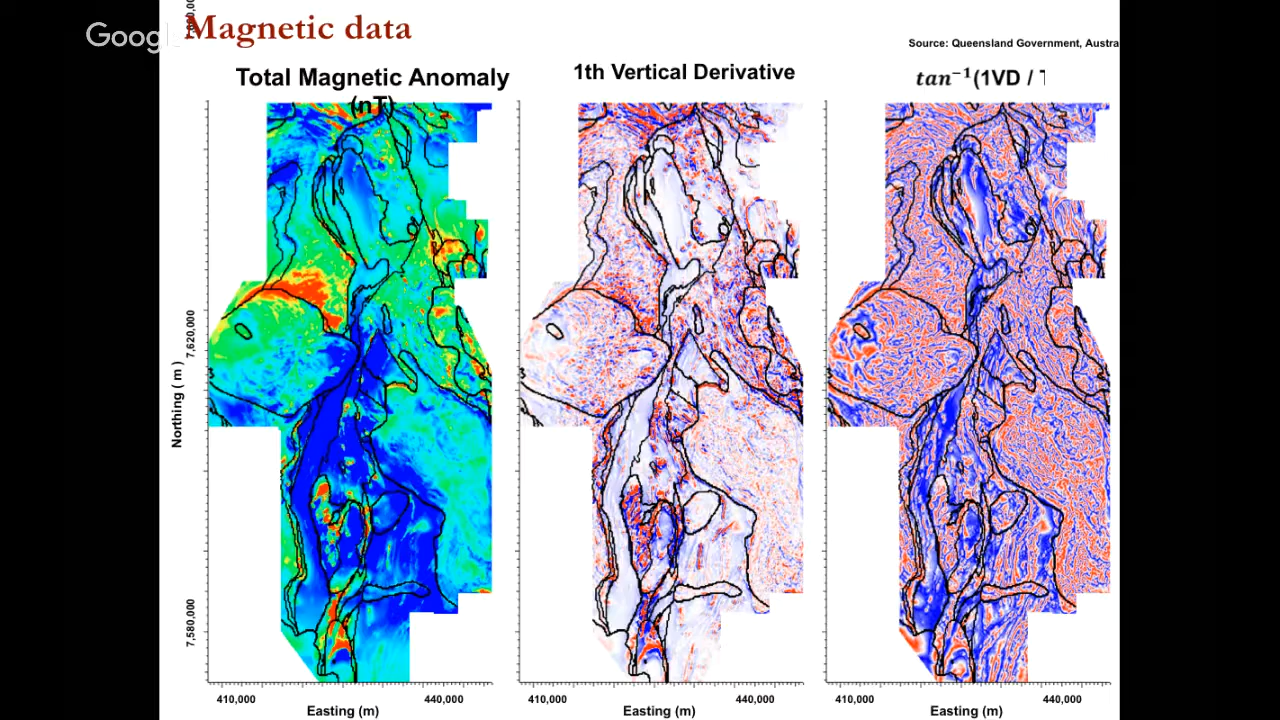 Magnetic data
Source: Queensland Government, Austra
Total Magnetic Anomaly
(nT)
1th Vertical Derivative
tan⁻¹(1VD /
7,620,000
7,580,000
Northing ( m )
410,000
440,000
Easting (m)
410,000
440,000
Easting (m)
410,000
440,000
Easting (m)